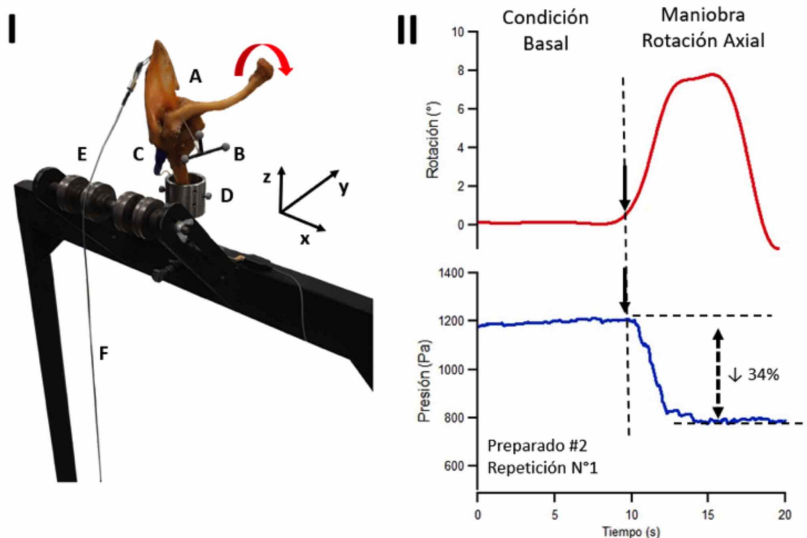 I
A
E
C
B
D
z
y
x
F
II
Condición
Basal
Maniobra
Rotación Axial
Rotación (°)
10
8
6
4
2
0
Presión (Pa)
1400
1200
1000
800
600
↓ 34%
Preparado #2
Repetición N°1
0
5
10
15
20
Tiempo (s)